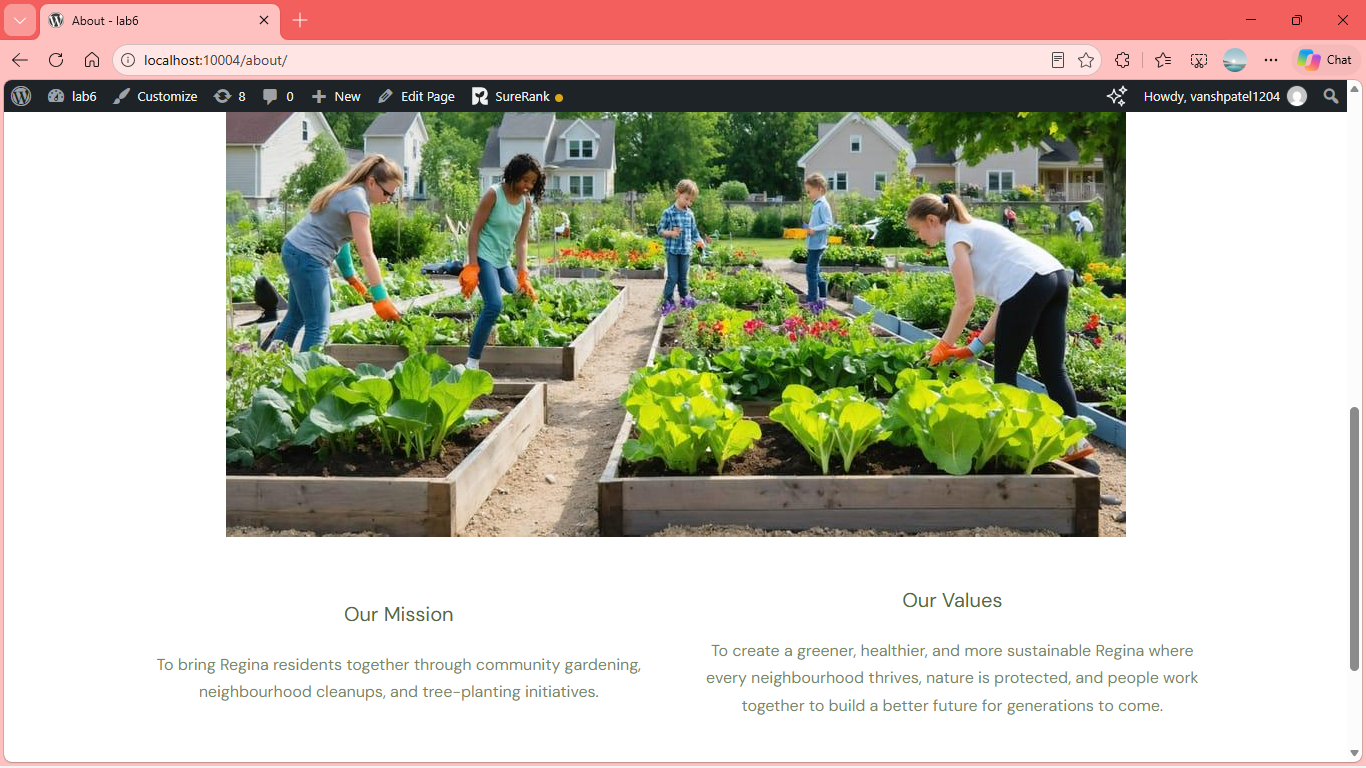 About - lab6
localhost:10004/about/
Chat
lab6 Customize 8 0 New Edit Page SureRank Howdy, vanshpatel1204
Our Mission
To bring Regina residents together through community gardening,
neighbourhood cleanups, and tree-planting initiatives.
Our Values
To create a greener, healthier, and more sustainable Regina where
every neighbourhood thrives, nature is protected, and people work
together to build a better future for generations to come.